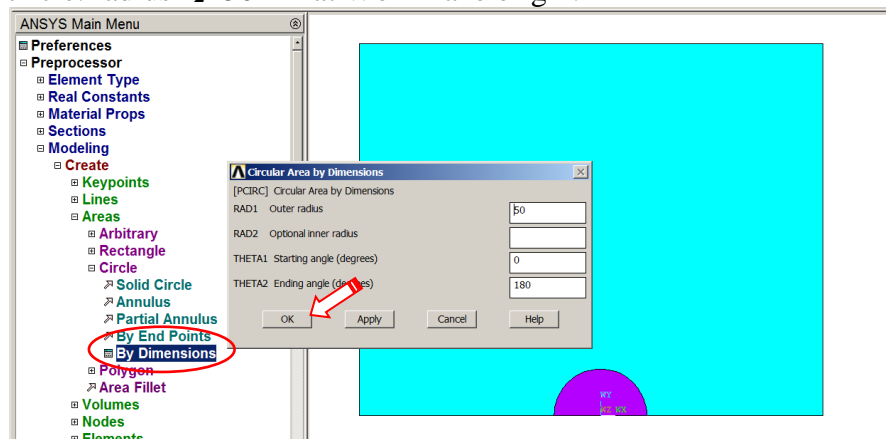 ANSYS Main Menu
Preferences
Preprocessor
Element Type
Real Constants
Material Props
Sections
Modeling
Create
Keypoints
Lines
Areas
Arbitrary
Rectangle
Circle
Solid Circle
Annulus
Partial Annulus
By End Points
By Dimensions
Polygon
Area Fillet
Volumes
Nodes
Elements
Circular Area by Dimensions
[PCIRC] Circular Area by Dimensions
RAD1 Outer radius 50
RAD2 Optional inner radius
THETA1 Starting angle (degrees) 0
THETA2 Ending angle (degrees) 180
OK Apply Cancel Help
WY
WZ WX